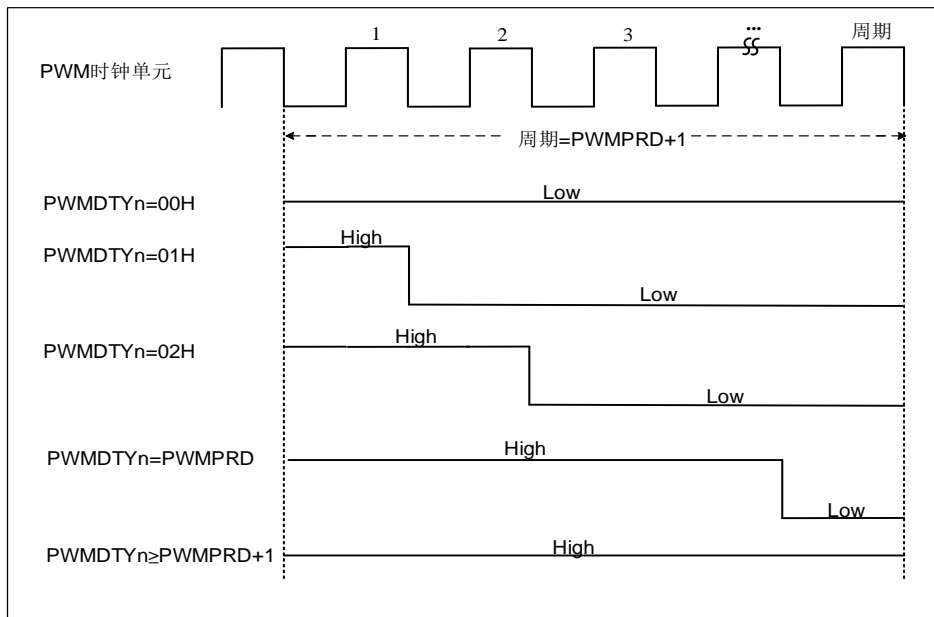 1 2 3 ... 周期
PWM时钟单元
周期=PWMPRD+1
PWMDTYn=00H Low
PWMDTYn=01H High Low
PWMDTYn=02H High Low
PWMDTYn=PWMPRD High Low
PWMDTYn≥PWMPRD+1 High